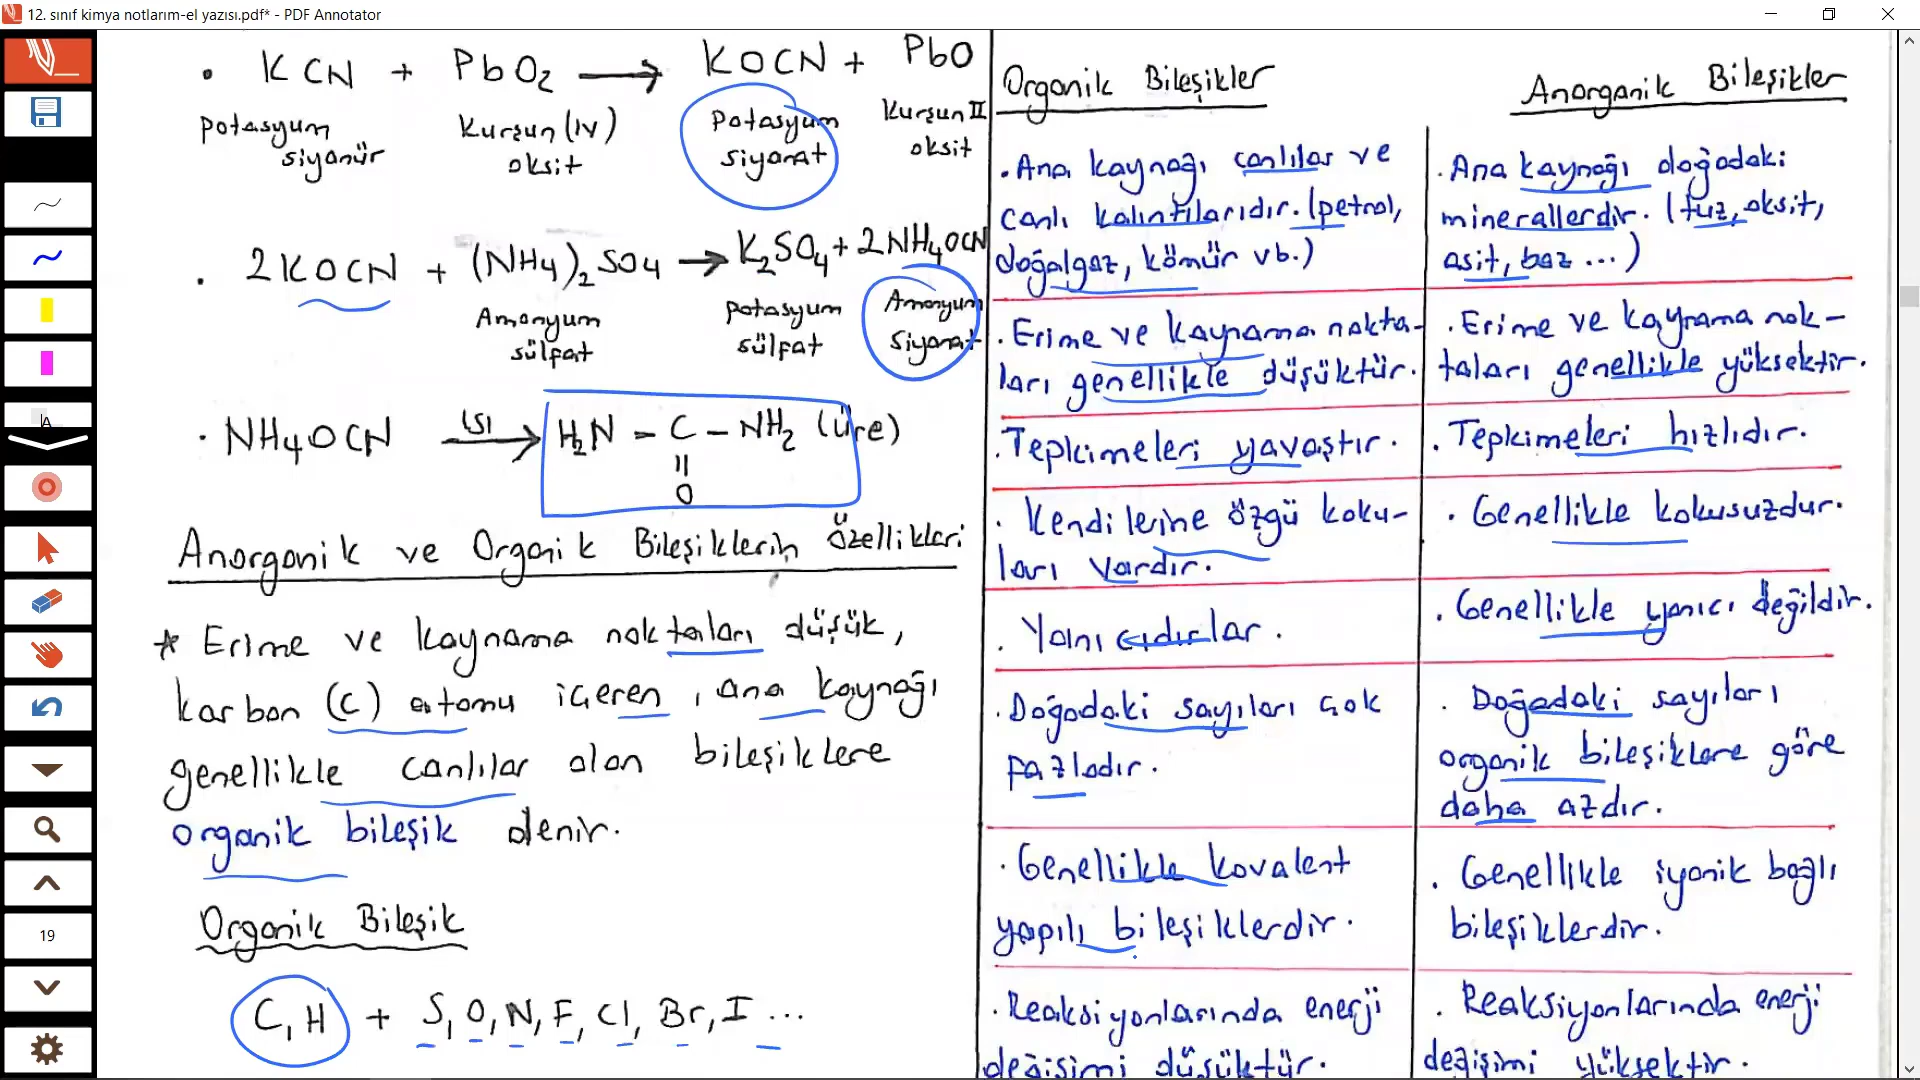 12. sınıf kimya notlarım-el yazısı.pdf* - PDF Annotator
• KCN + PbO2 → KOCN + PbO
Potasyum siyanür
Kurşun (IV) oksit
Potasyum siyanat
Kurşun II oksit
• 2KOCN + (NH4)2SO4 → K2SO4 + 2NH4OCN
Amonyum sülfat
Potasyum sülfat
Amonyum siyanat
• NH4OCN ısı → H2N – C – NH2 (Üre)
||
O
Anorganik ve Organik Bileşiklerin özellikleri
* Erime ve kaynama noktaları düşük,
karbon (C) atomu içeren, ana kaynağı
genellikle canlılar olan bileşiklere
organik bileşik denir.
Organik Bileşik
C, H + S, O, N, F, Cl, Br, I ...
Organik Bileşikler
• Ana kaynağı canlılar ve
canlı kalıntılarıdır. (petrol,
doğalgaz, kömür vb.)
• Erime ve kaynama nokta-
ları genellikle düşüktür.
• Tepkimeleri yavaştır.
• Kendilerine özgü koku-
ları vardır.
• Yanıcıdırlar.
• Doğadaki sayıları çok
fazladır.
• Genellikle kovalent
yapılı bileşiklerdir.
• Reaksiyonlarında enerji
değişimi düşüktür.
Anorganik Bileşikler
• Ana kaynağı doğadaki
minerallerdir. (tuz, oksit,
asit, baz ...)
• Erime ve kaynama nok-
taları genellikle yüksektir.
• Tepkimeleri hızlıdır.
• Genellikle kokusuzdur.
• Genellikle yanıcı değildir.
• Doğadaki sayıları
organik bileşiklere göre
daha azdır.
• Genellikle iyonik bağlı
bileşiklerdir.
• Reaksiyonlarında enerji
değişimi yüksektir.
A
19